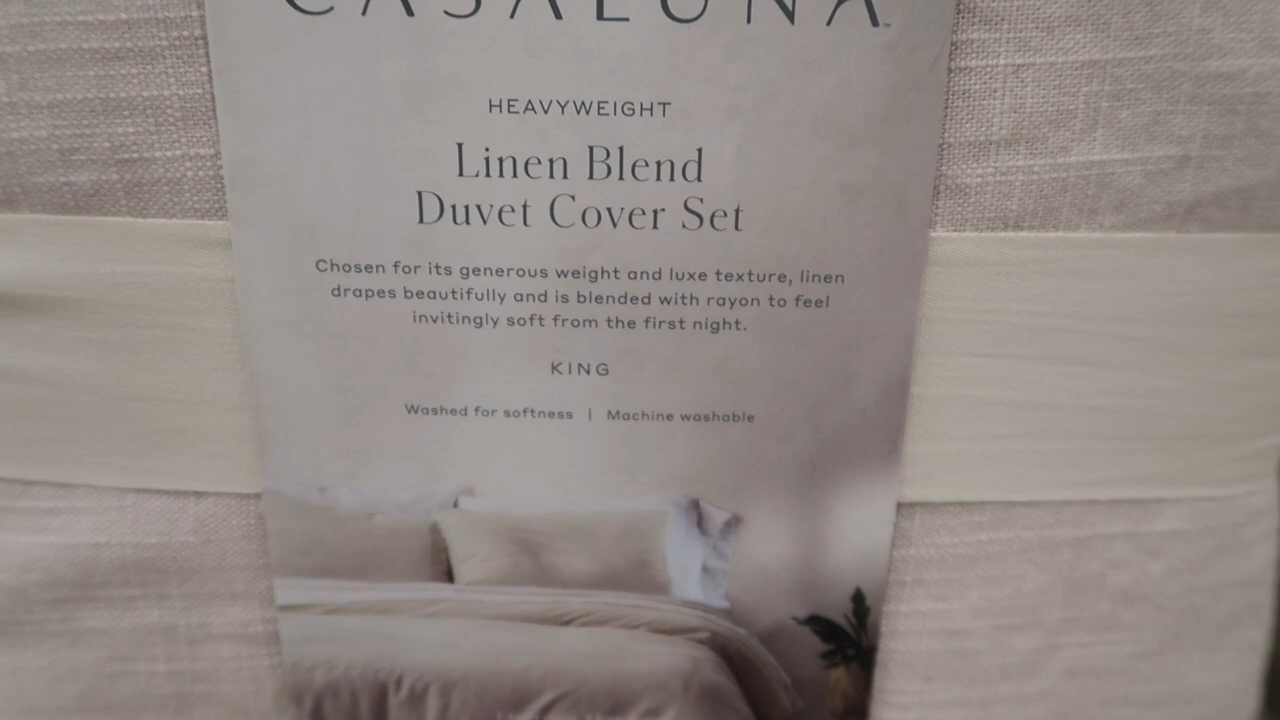 CASALUNA
HEAVYWEIGHT
Linen Blend
Duvet Cover Set
Chosen for its generous weight and luxe texture, linen
drapes beautifully and is blended with rayon to feel
invitingly soft from the first night.
KING
Washed for softness | Machine washable